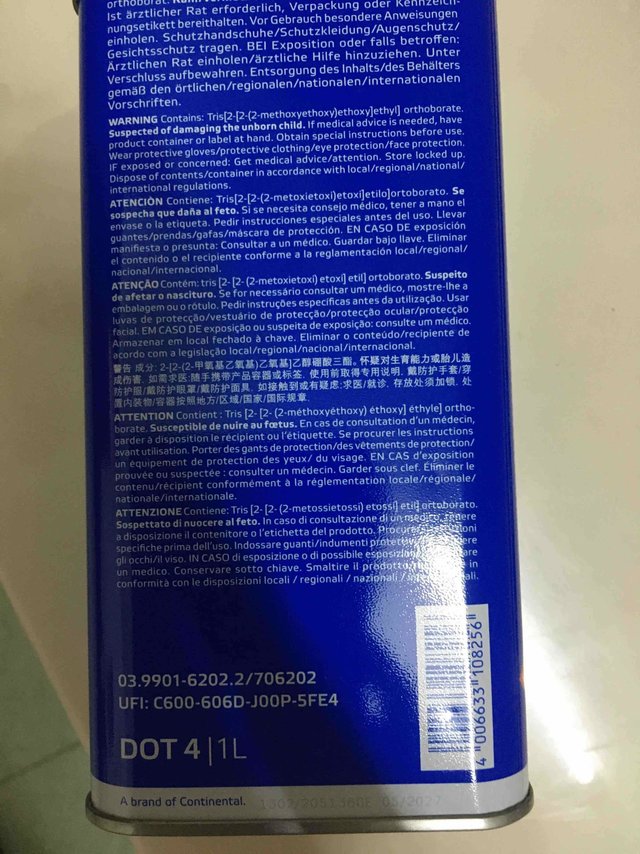 Ist ärztlicher Rat erforderlich, Verpackung oder Kennzeich-
nungsetikett bereithalten. Vor Gebrauch besondere Anweisungen
einholen. Schutzhandschuhe/Schutzkleidung/Augenschutz/
Gesichtsschutz tragen. BEI Exposition oder falls betroffen:
Ärztlichen Rat einholen/ärztliche Hilfe hinzuziehen. Unter
Verschluss aufbewahren. Entsorgung des Inhalts/des Behälters
gemäß den örtlichen/regionalen/nationalen/internationalen
Vorschriften.
WARNING Contains: Tris[2-[2-(2-methoxyethoxy)ethoxy]ethyl] orthoborate.
Suspected of damaging the unborn child. If medical advice is needed, have
product container or label at hand. Obtain special instructions before use.
Wear protective gloves/protective clothing/eye protection/face protection.
IF exposed or concerned: Get medical advice/attention. Store locked up.
Dispose of contents/container in accordance with local/regional/national/
international regulations.
ATENCIÓN Contiene: Tris[2-[2-(2-metoxietoxi)etoxi]etilo]ortoborato. Se
sospecha que daña al feto. Si se necesita consejo médico, tener a mano el
envase o la etiqueta. Pedir instrucciones especiales antes del uso. Llevar
guantes/prendas/gafas/máscara de protección. EN CASO DE exposición
manifiesta o presunta: Consultar a un médico. Guardar bajo llave. Eliminar
el contenido o el recipiente conforme a la reglamentación local/regional/
nacional/internacional.
ATENÇÃO Contém: tris [2- [2- (2-metoxietoxi) etoxi] etil] ortoborato. Suspeito
de afetar o nascituro. Se for necessário consultar um médico, mostre-lhe a
embalagem ou o rótulo. Pedir instruções específicas antes da utilização. Usar
luvas de protecção/vestuário de protecção/protecção ocular/protecção
facial. EM CASO DE exposição ou suspeita de exposição: consulte um médico.
Armazenar em local fechado à chave. Eliminar o conteúdo/recipiente de
acordo com a legislação local/regional/nacional/internacional.
警告 成分: 2-[2-(2-甲氧基乙氧基)乙氧基]乙醇硼酸三酯。怀疑对生育能力或胎儿造
成伤害. 如需求医:随手携带产品容器或标签. 使用前取得专用说明. 戴防护手套/穿
防护服/戴防护眼罩/戴防护面具. 如接触到或有疑虑:求医/就诊. 存放处须加锁. 处
置内装物/容器按照地方/区域/国家/国际规章.
ATTENTION Contient : Tris [2- [2- (2-méthoxyéthoxy) éthoxy] éthyle] ortho-
borate. Susceptible de nuire au fœtus. En cas de consultation d'un médecin,
garder à disposition le récipient ou l'étiquette. Se procurer les instructions
avant utilisation. Porter des gants de protection/des vêtements de protection/
un équipement de protection des yeux/ du visage. EN CAS d'exposition
prouvée ou suspectée : consulter un médecin. Garder sous clef. Éliminer le
contenu/récipient conformément à la réglementation locale/régionale/
nationale/internationale.
ATTENZIONE Contiene: Tris [2- [2- (2-metossietossi) etossi] etil] ortoborato.
Sospettato di nuocere al feto. In caso di consultazione di un medico, tenere
a disposizione il contenitore o l'etichetta del prodotto. Procurarsi istruzioni
specifiche prima dell'uso. Indossare guanti/indumenti
gli occhi/il viso. IN CASO di esposizione o di possibile esposizione
un medico. Conservare sotto chiave. Smaltire il prodotto/recipiente in
conformità con le disposizioni locali / regionali / nazionali /
03.9901-6202.2/706202
UFI: C600-606D-J00P-5FE4
DOT 4 | 1L
4 006633 108256
A brand of Continental. 05/2027